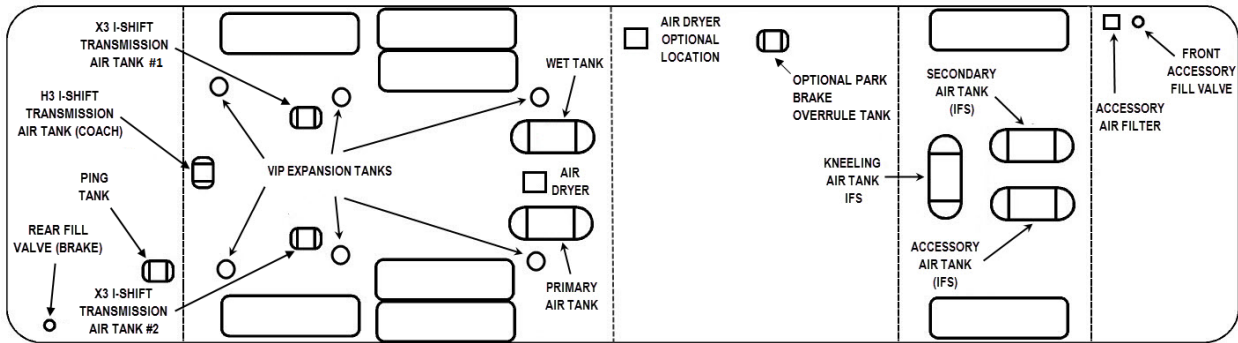 X3 I-SHIFT
TRANSMISSION
AIR TANK #1
H3 I-SHIFT
TRANSMISSION
AIR TANK (COACH)
PING
TANK
REAR FILL
VALVE (BRAKE)
X3 I-SHIFT
TRANSMISSION
AIR TANK #2
VIP EXPANSION TANKS
WET TANK
AIR
DRYER
PRIMARY
AIR TANK
AIR DRYER
OPTIONAL
LOCATION
OPTIONAL PARK
BRAKE
OVERRULE TANK
SECONDARY
AIR TANK
(IFS)
KNEELING
AIR TANK
IFS
ACCESSORY
AIR TANK
(IFS)
ACCESSORY
AIR FILTER
FRONT
ACCESSORY
FILL VALVE